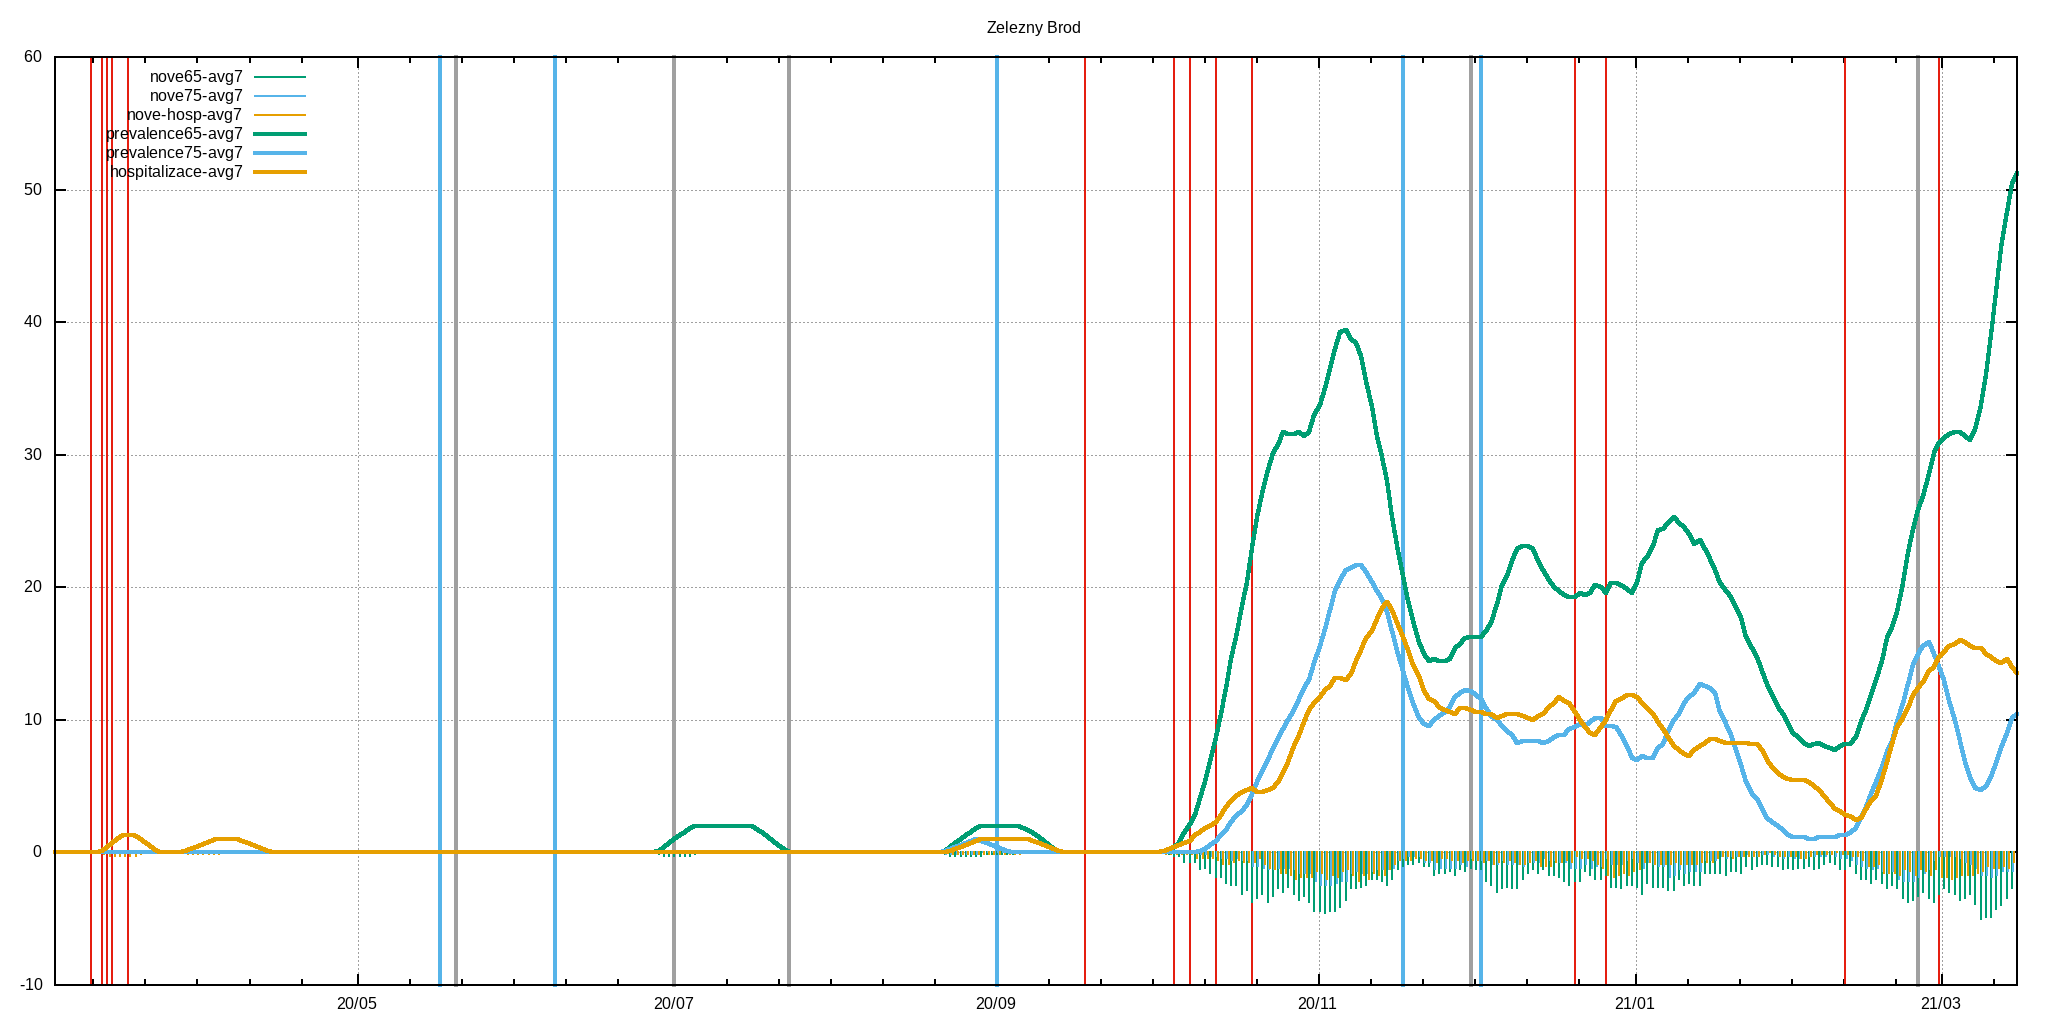 Zelezny Brod
60
50
40
30
20
10
0
-10
nove65-avg7
nove75-avg7
nove-hosp-avg7
prevalence65-avg7
prevalence75-avg7
hospitalizace-avg7
20/05
20/07
20/09
20/11
21/01
21/03